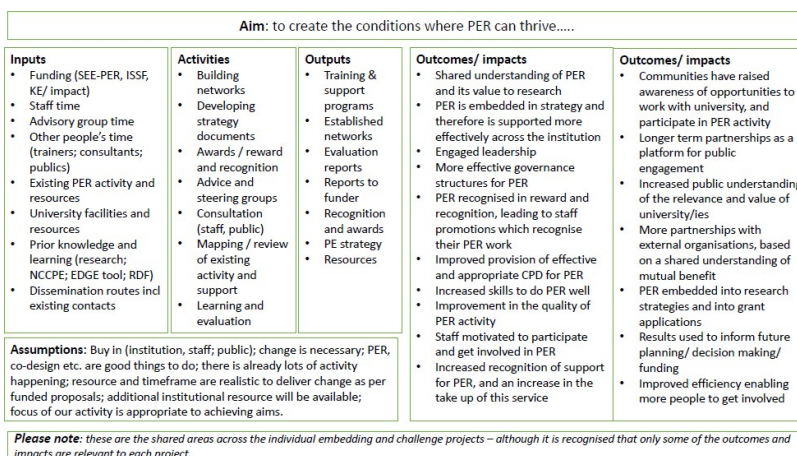 Aim: to create the conditions where PER can thrive.....
Inputs
• Funding (SEE-PER, ISSF,
KE/ impact)
• Staff time
• Advisory group time
• Other people's time
(trainers; consultants;
publics)
• Existing PER activity and
resources
• University facilities and
resources
• Prior knowledge and
learning (research;
NCCPE; EDGE tool; RDF)
• Dissemination routes incl
existing contacts
Activities
• Building
networks
• Developing
strategy
documents
• Awards / reward
and recognition
• Advice and
steering groups
• Consultation
(staff, public)
• Mapping / review
of existing
activity and
support
• Learning and
evaluation
Outputs
• Training &
support
programs
• Established
networks
• Evaluation
reports
• Reports to
funder
• Recognition
and awards
• PE strategy
• Resources
Assumptions: Buy in (institution, staff; public); change is necessary; PER,
co-design etc. are good things to do; there is already lots of activity
happening; resource and timeframe are realistic to deliver change as per
funded proposals; additional institutional resource will be available;
focus of our activity is appropriate to achieving aims.
Outcomes/ impacts
• Shared understanding of PER
and its value to research
• PER is embedded in strategy and
therefore is supported more
effectively across the institution
• Engaged leadership
• More effective governance
structures for PER
• PER recognised in reward and
recognition, leading to staff
promotions which recognise
their PER work
• Improved provision of effective
and appropriate CPD for PER
• Increased skills to do PER well
• Improvement in the quality of
PER activity
• Staff motivated to participate
and get involved in PER
• Increased recognition of support
for PER, and an increase in the
take up of this service
Outcomes/ impacts
• Communities have raised
awareness of opportunities to
work with university, and
participate in PER activity
• Longer term partnerships as a
platform for public
engagement
• Increased public understanding
of the relevance and value of
university/ies
• More partnerships with
external organisations, based
on a shared understanding of
mutual benefit
• PER embedded into research
strategies and into grant
applications
• Results used to inform future
planning/ decision making/
funding
• Improved efficiency enabling
more people to get involved
Please note: these are the shared areas across the individual embedding and challenge projects – although it is recognised that only some of the outcomes and
impacts are relevant to each project.